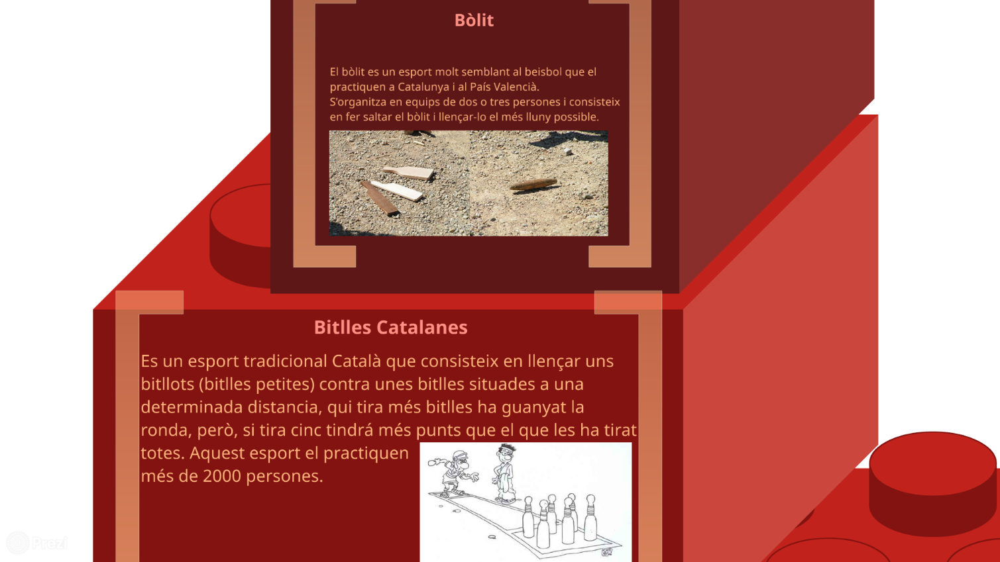 Bòlit
El bòlit es un esport molt semblant al beisbol que el
practiquen a Catalunya i al País Valencià.
S’organitza en equips de dos o tres persones i consisteix
en fer saltar el bòlit i llençar-lo el més lluny possible.
Bitlles Catalanes
Es un esport tradicional Català que consisteix en llençar uns
bitllots (bitlles petites) contra unes bitlles situades a una
determinada distancia, qui tira més bitlles ha guanyat la
ronda, però, si tira cinc tindrá més punts que el que les ha tirat
totes. Aquest esport el practiquen
més de 2000 persones.
Prezi